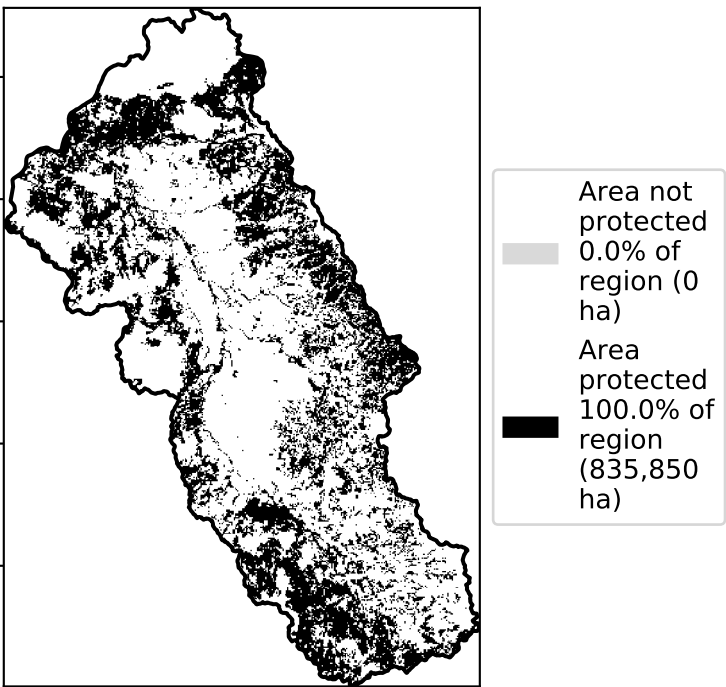 Area not
protected
0.0% of
region (0
ha)
Area
protected
100.0% of
region
(835,850
ha)